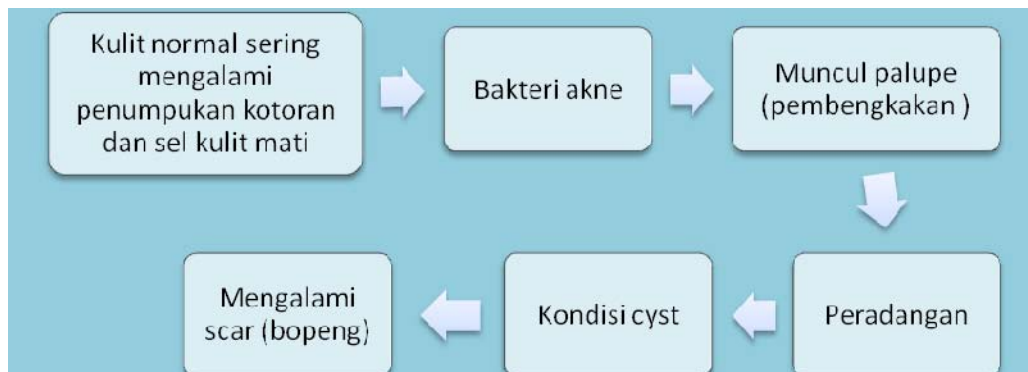 Kulit normal sering
mengalami
penumpukan kotoran
dan sel kulit mati
Bakteri akne
Muncul palupe
(pembengkakan )
Peradangan
Kondisi cyst
Mengalami
scar (bopeng)